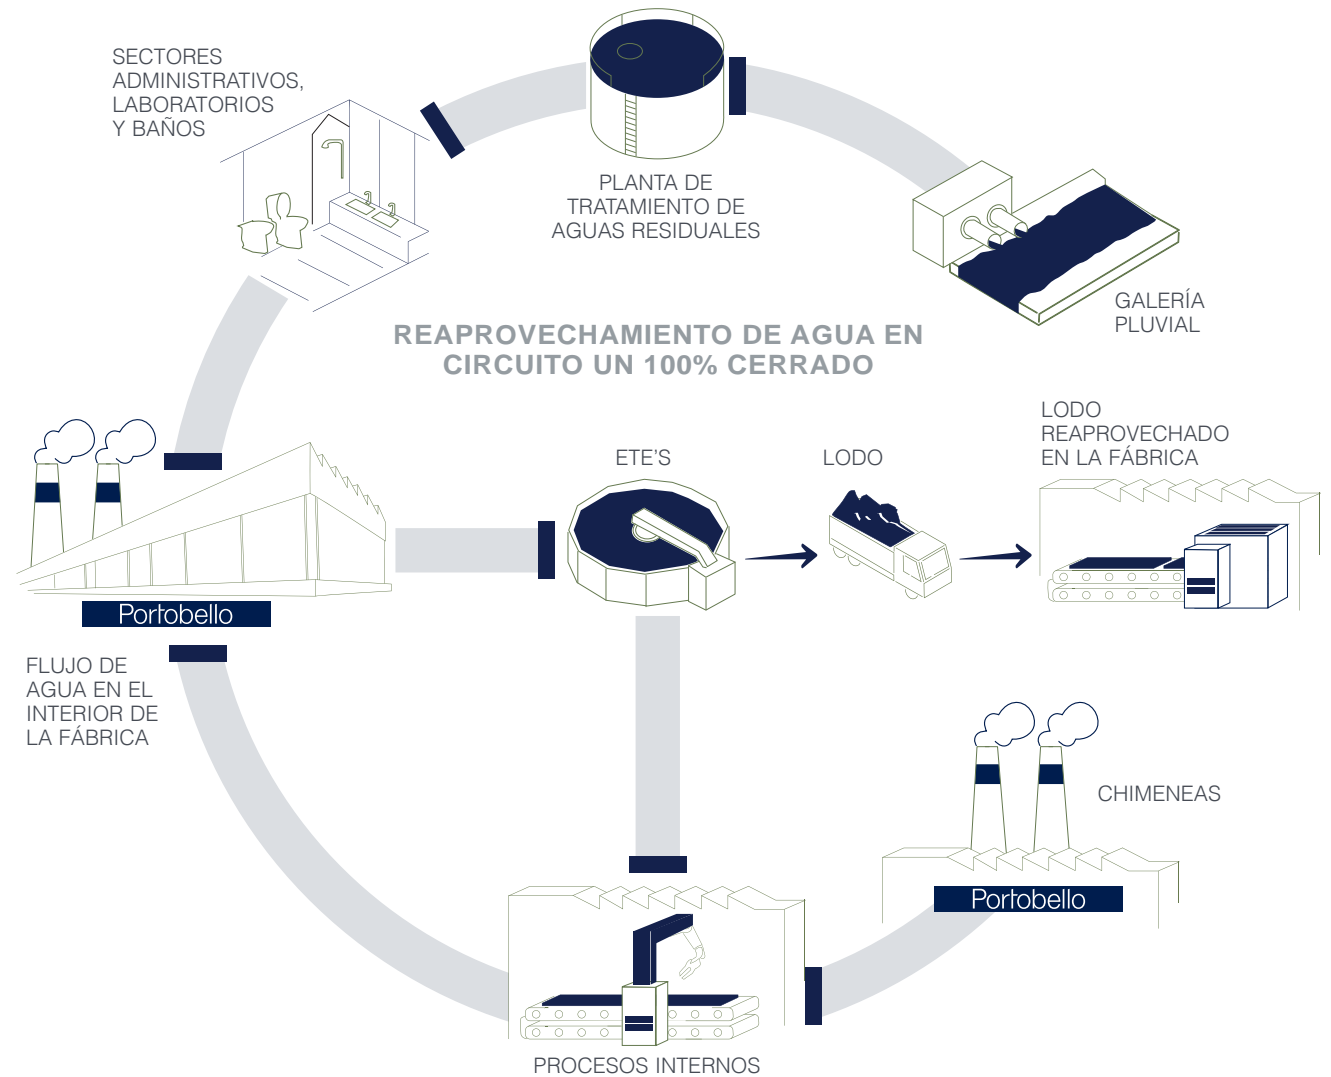 SECTORES
ADMINISTRATIVOS,
LABORATORIOS
Y BAÑOS
PLANTA DE
TRATAMIENTO DE
AGUAS RESIDUALES
GALERÍA
PLUVIAL
REAPROVECHAMIENTO DE AGUA EN
CIRCUITO UN 100% CERRADO
LODO
REAPROVECHADO
EN LA FÁBRICA
ETE'S
LODO
Portobello
FLUJO DE
AGUA EN EL
INTERIOR DE
LA FÁBRICA
CHIMENEAS
Portobello
PROCESOS INTERNOS